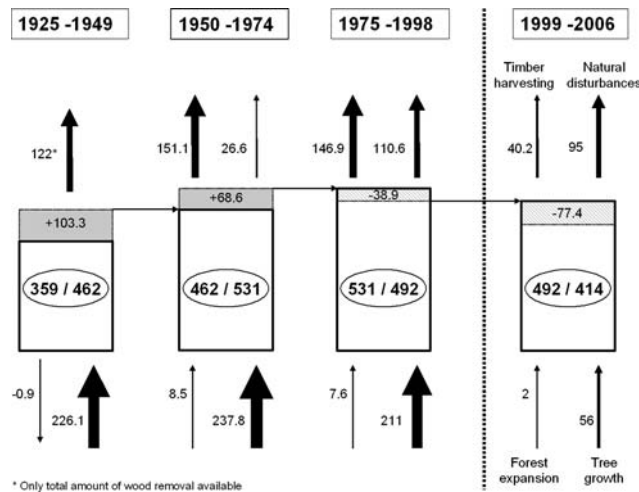 1925 -1949 1950 -1974 1975 -1998 1999 -2006
Timber harvesting Natural disturbances
122* 151.1 26.6 146.9 110.6 40.2 95
+103.3 +68.6 -38.9 -77.4
359 / 462 462 / 531 531 / 492 492 / 414
-0.9 226.1 8.5 237.8 7.6 211 2 56
Forest expansion Tree growth
* Only total amount of wood removal available